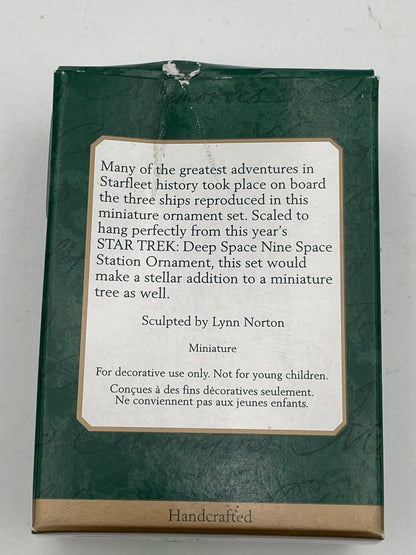 Many of the greatest adventures in
Starfleet history took place on board
the three ships reproduced in this
miniature ornament set. Scaled to
hang perfectly from this year's
STAR TREK: Deep Space Nine Space
Station Ornament, this set would
make a stellar addition to a miniature
tree as well.
Sculpted by Lynn Norton
Miniature
For decorative use only. Not for young children.
Conçues à des fins décoratives seulement.
Ne conviennent pas aux jeunes enfants.
Handcrafted